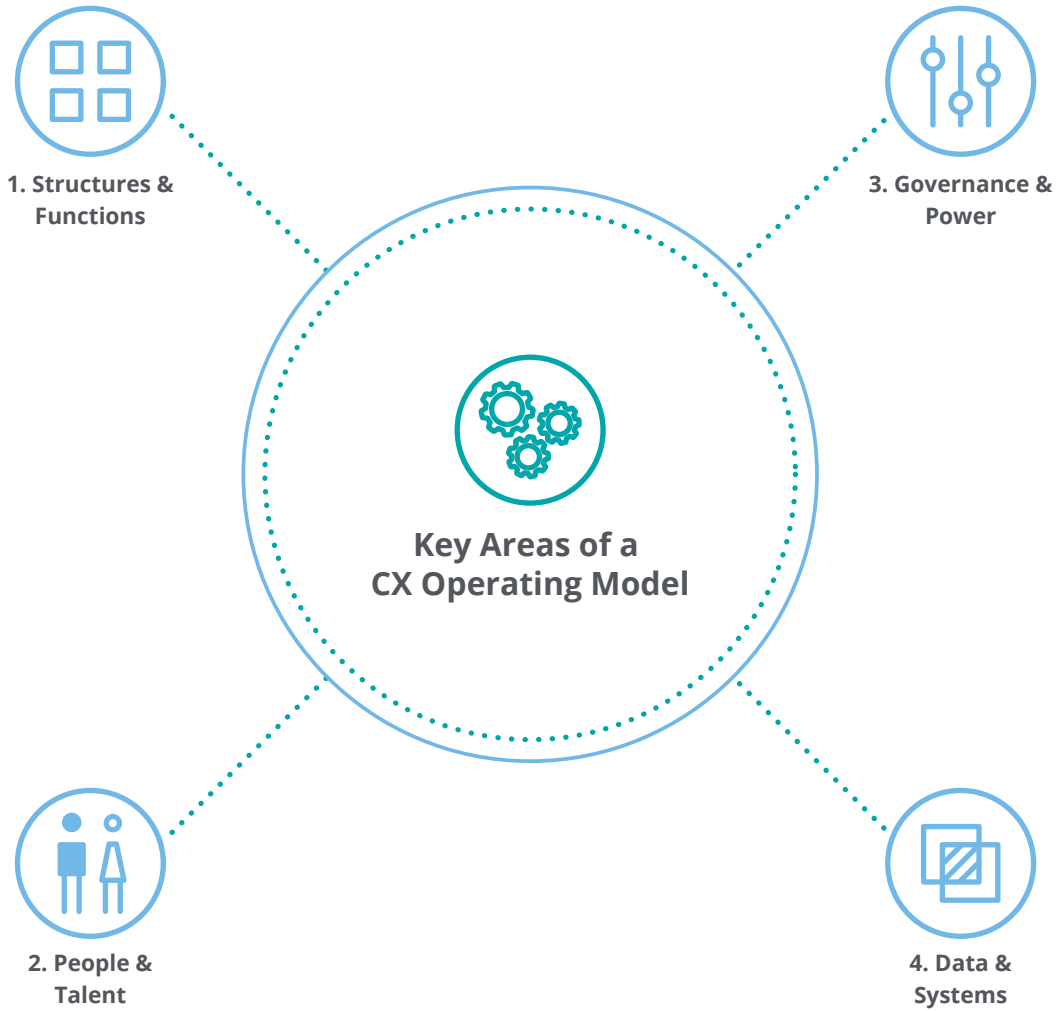 1. Structures &
Functions
3. Governance &
Power
Key Areas of a
CX Operating Model
2. People &
Talent
4. Data &
Systems